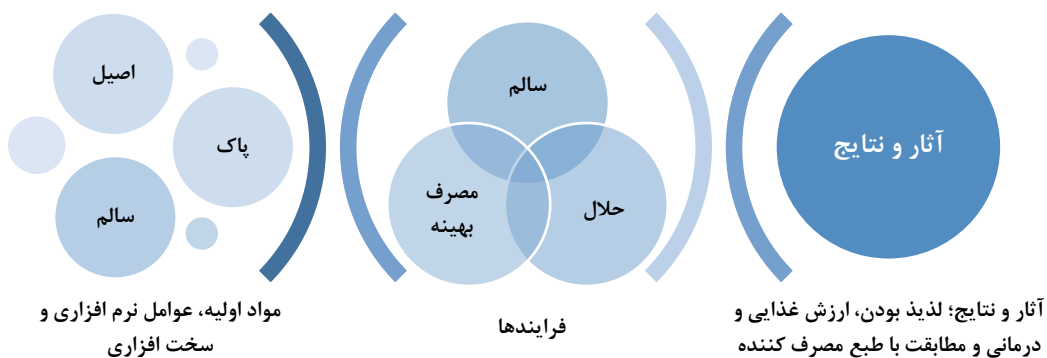 اصیل
پاک
سالم
مواد اولیه، عوامل نرم افزاری و
سخت افزاری
سالم
مصرف
بهینه
حلال
فرایندها
آثار و نتایج
آثار و نتایج؛ لذیذ بودن، ارزش غذایی و
درمانی و مطابقت با طبع مصرف کننده